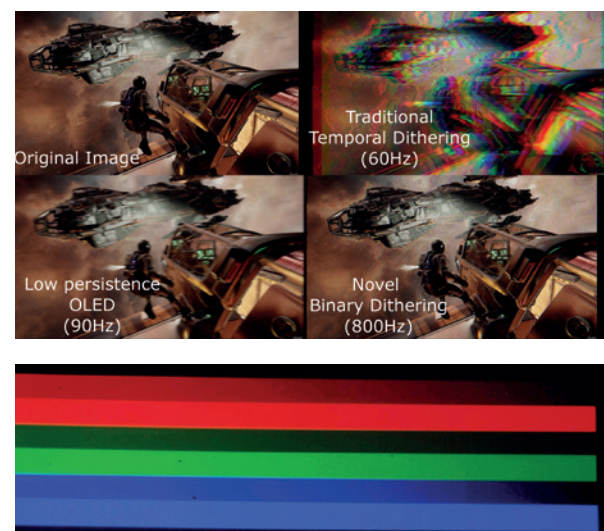 Original Image
Traditional
Temporal Dithering
(60Hz)
Low persistence
OLED
(90Hz)
Novel
Binary Dithering
(800Hz)